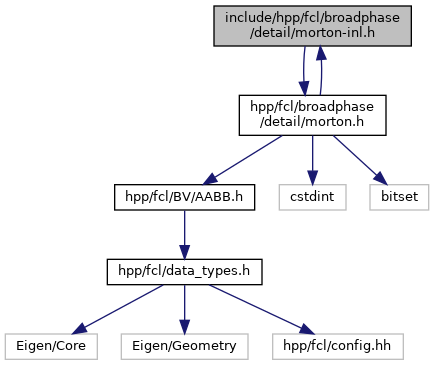 include/hpp/fcl/broadphase
/detail/morton-inl.h
hpp/fcl/broadphase
/detail/morton.h
hpp/fcl/BV/AABB.h
cstdint
bitset
hpp/fcl/data_types.h
Eigen/Core
Eigen/Geometry
hpp/fcl/config.hh